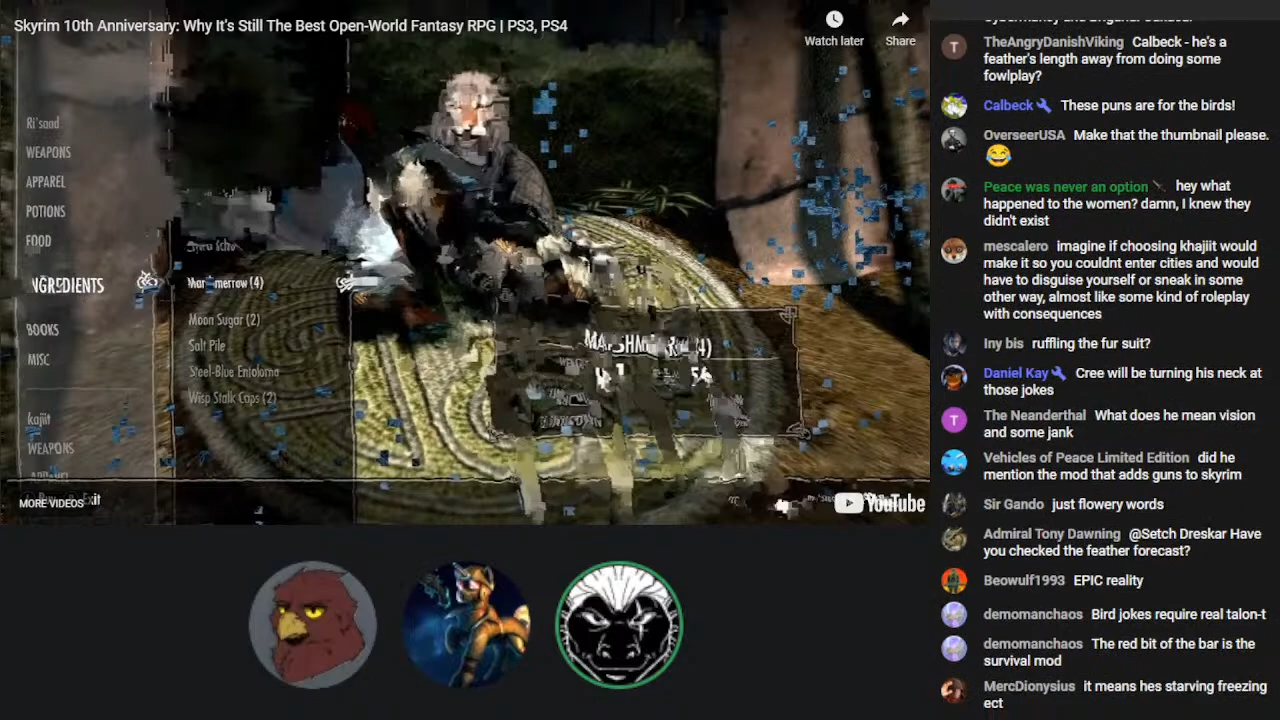 Skyrim 10th Anniversary: Why It's Still The Best Open-World Fantasy RPG | PS3, PS4
Watch later
Share
Ri'saad
WEAPONS
APPAREL
POTIONS
FOOD
INGREDIENTS
BOOKS
MISC
kajiit
WEAPONS
(4)
Moon Sugar (2)
Salt Pile
Steel-Blue Entoloma
Wisp Stalk Caps (2)
MORE VIDEOS
Exit
YouTube
TheAngryDanishViking Calbeck - he's a
feather's length away from doing some
fowlplay?
Calbeck These puns are for the birds!
OverseerUSA Make that the thumbnail please.
😂
Peace was never an option hey what
happened to the women? damn, I knew they
didn't exist
mescalero imagine if choosing khajiit would
make it so you couldnt enter cities and would
have to disguise yourself or sneak in some
other way, almost like some kind of roleplay
with consequences
Iny bis ruffling the fur suit?
Daniel Kay Cree will be turning his neck at
those jokes
T
The Neanderthal What does he mean vision
and some jank
Vehicles of Peace Limited Edition did he
mention the mod that adds guns to skyrim
Sir Gando just flowery words
Admiral Tony Dawning @Setch Dreskar Have
you checked the feather forecast?
Beowulf1993 EPIC reality
demomanchaos Bird jokes require real talon-t
demomanchaos The red bit of the bar is the
survival mod
MercDionysius it means hes starving freezing
ect